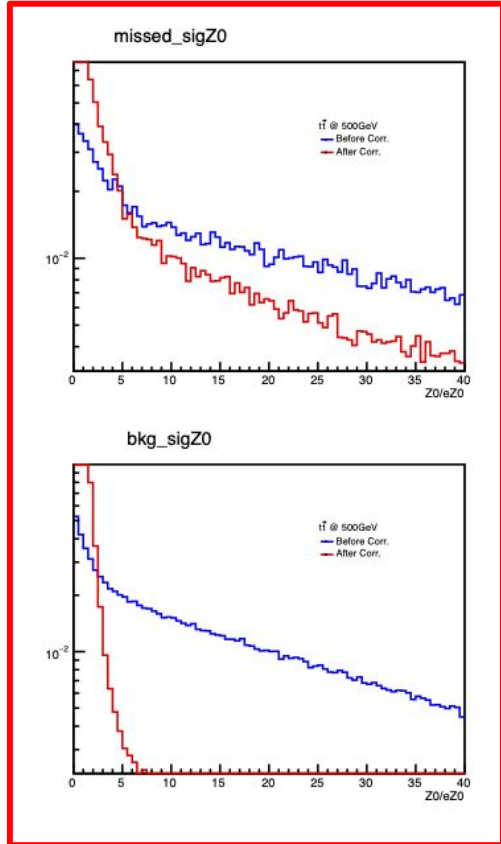 missed_sigZ0
tt̄ @ 500GeV
Before Corr.
After Corr.
10⁻²
0 5 10 15 20 25 30 35 40
Z0/eZ0
bkg_sigZ0
tt̄ @ 500GeV
Before Corr.
After Corr.
10⁻²
0 5 10 15 20 25 30 35 40
Z0/eZ0